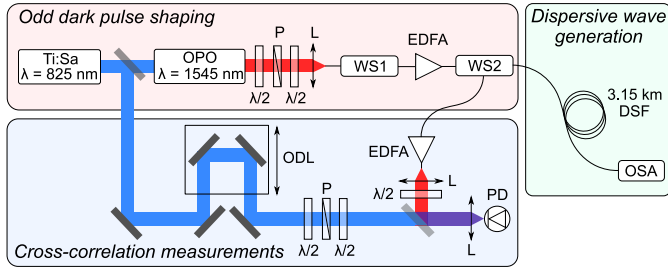 Odd dark pulse shaping
Dispersive wave
generation
Ti:Sa
λ = 825 nm
OPO
λ = 1545 nm
P
L
λ/2
λ/2
WS1
EDFA
WS2
3.15 km
DSF
OSA
EDFA
ODL
P
λ/2
λ/2
λ/2
L
PD
L
Cross-correlation measurements